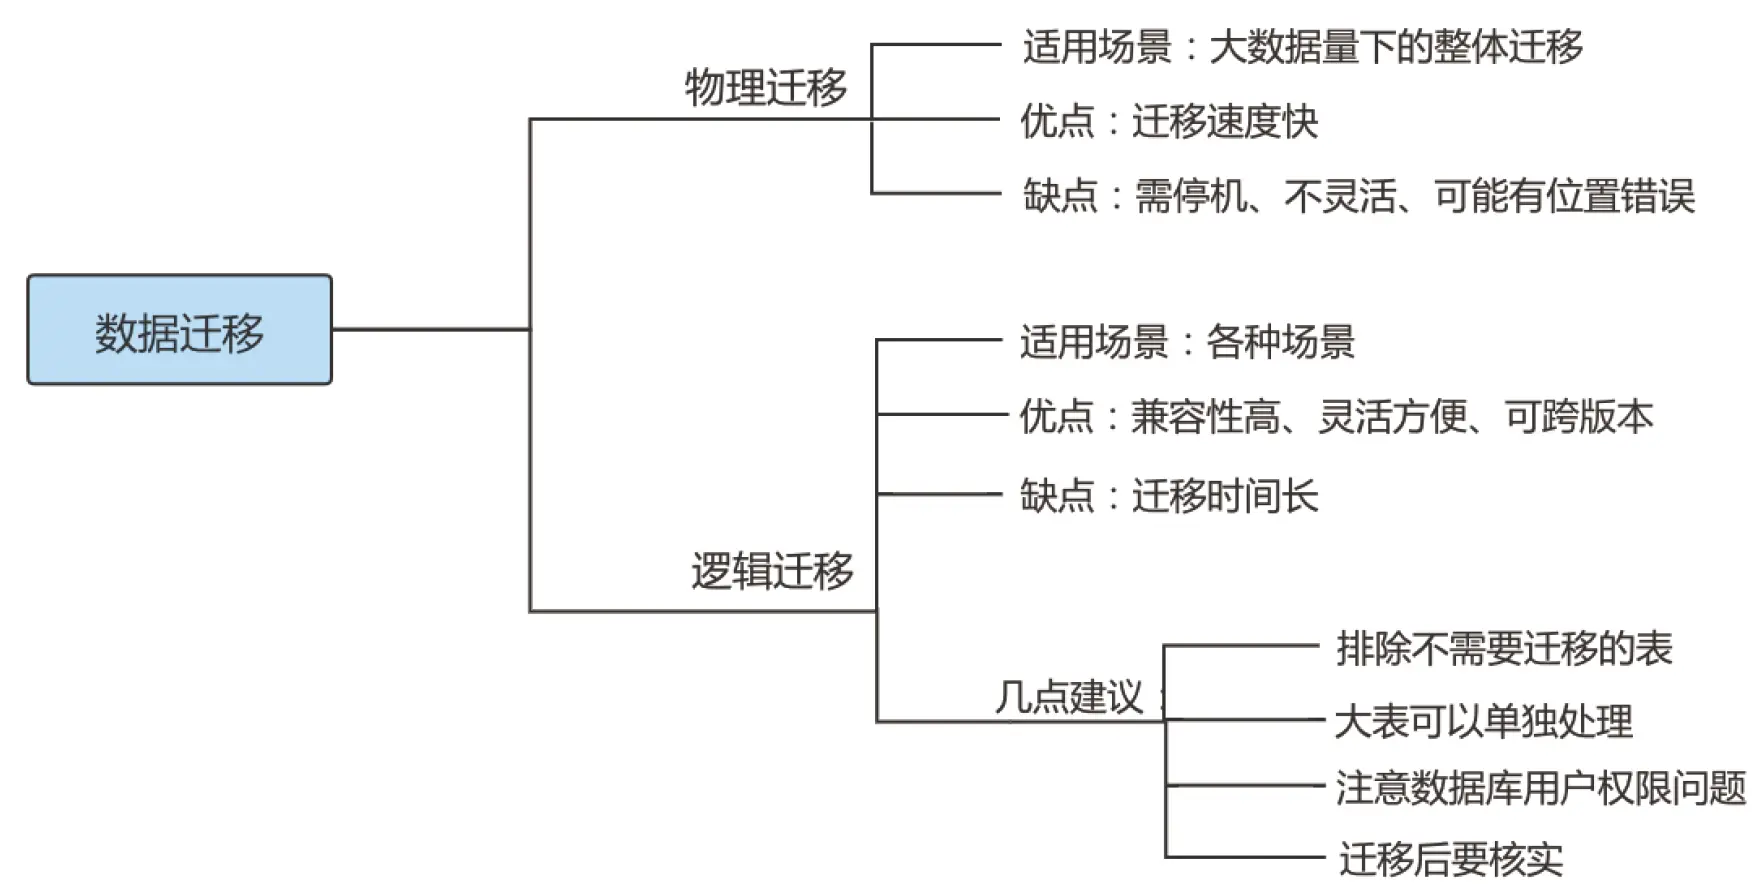 数据迁移
物理迁移
适用场景：大数据量下的整体迁移
优点：迁移速度快
缺点：需停机、不灵活、可能有位置错误
逻辑迁移
适用场景：各种场景
优点：兼容性高、灵活方便、可跨版本
缺点：迁移时间长
几点建议：
排除不需要迁移的表
大表可以单独处理
注意数据库用户权限问题
迁移后要核实